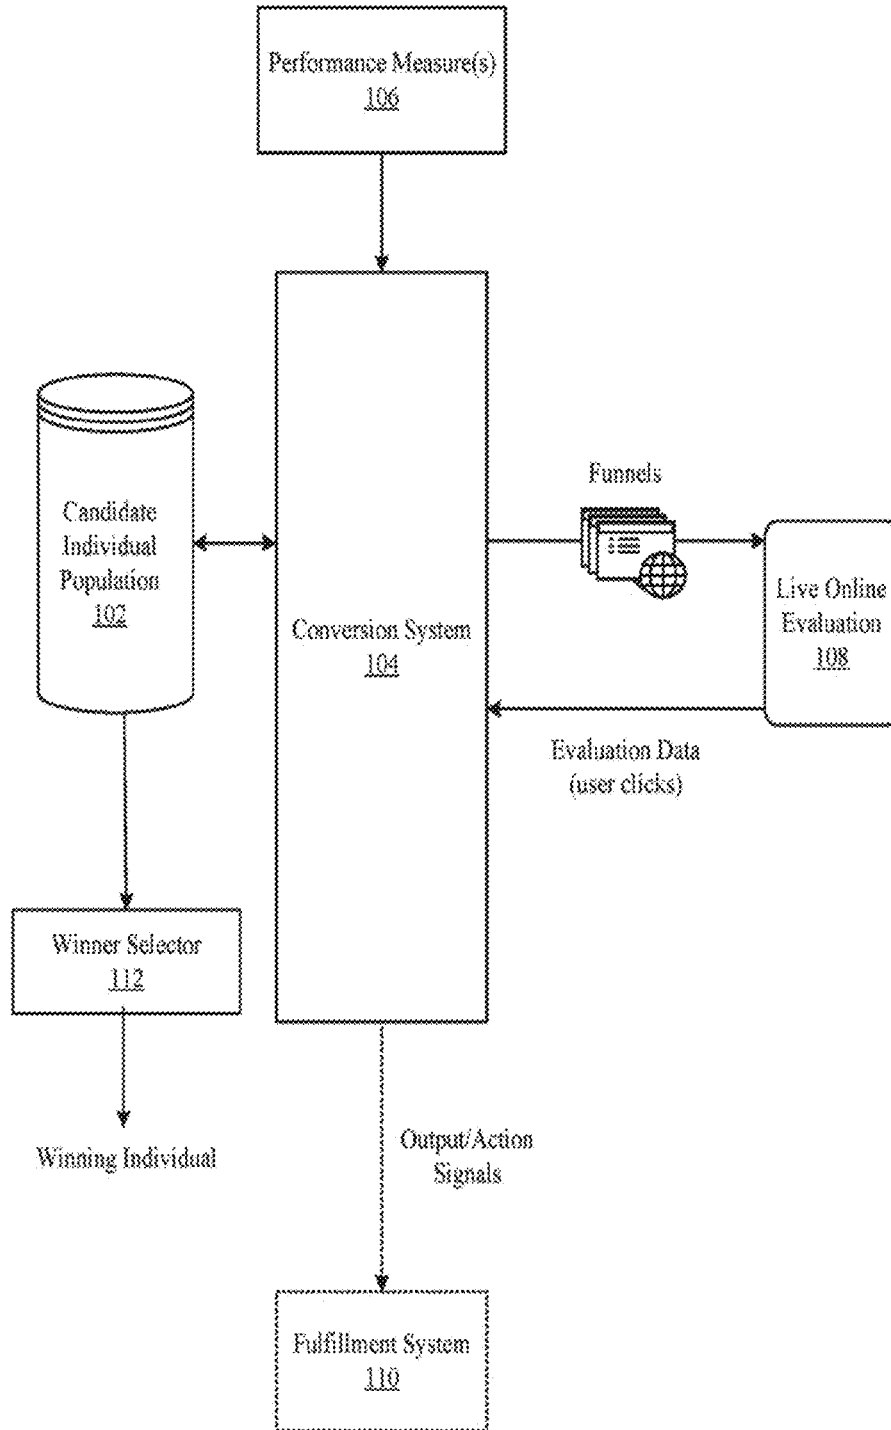 Performance Measure(s)
106
Funnels
Candidate
Individual
Population
102
Conversion System
104
Live Online
Evaluation
108
Evaluation Data
(user clicks)
Winner Selector
112
Winning Individual
Output/Action
Signals
Fulfillment System
110